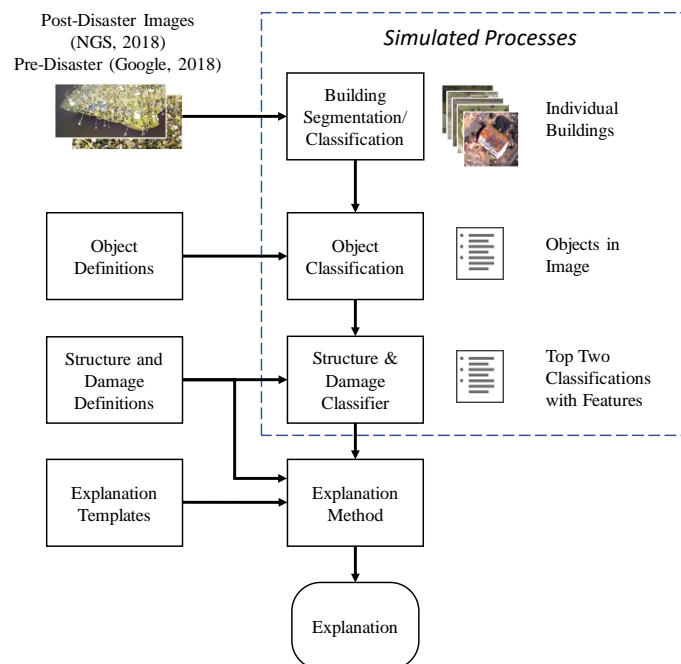 Post-Disaster Images
(NGS, 2018)
Pre-Disaster (Google, 2018)
Simulated Processes
Building
Segmentation/
Classification
Individual
Buildings
Object
Definitions
Object
Classification
Objects in
Image
Structure and
Damage
Definitions
Structure &
Damage
Classifier
Top Two
Classifications
with Features
Explanation
Templates
Explanation
Method
Explanation